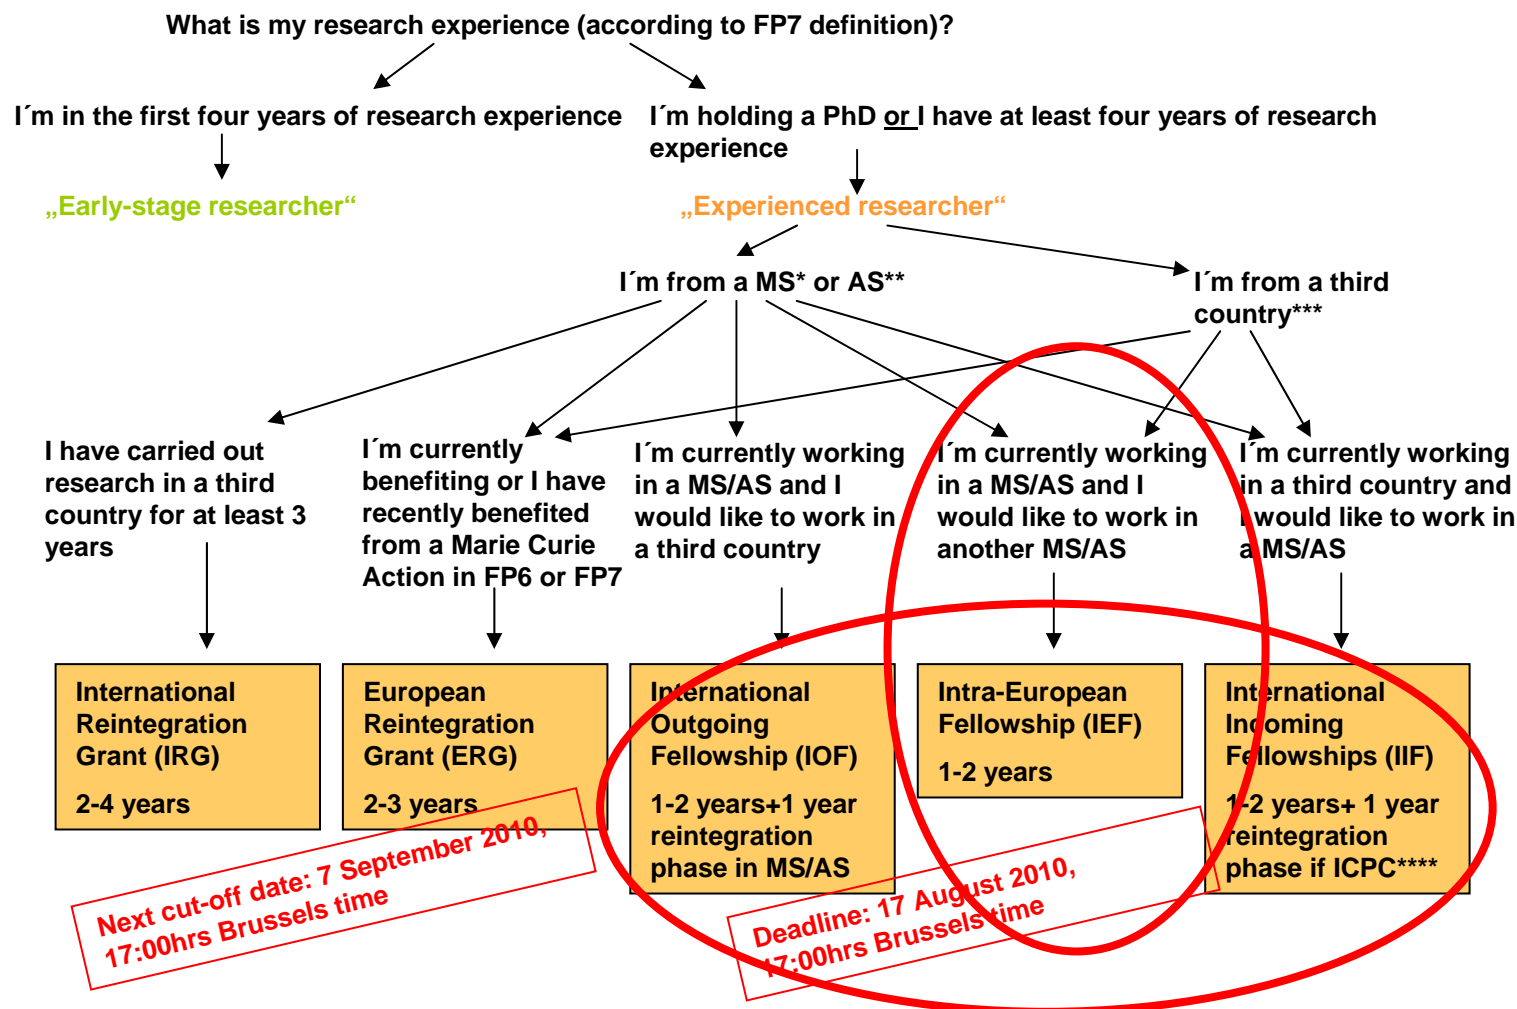 What is my research experience (according to FP7 definition)?
I´m in the first four years of research experience
I´m holding a PhD or I have at least four years of research
experience
„Early-stage researcher“
„Experienced researcher“
I´m from a MS* or AS**
I´m from a third
country***
I have carried out
research in a third
country for at least 3
years
I´m currently
benefiting or I have
recently benefited
from a Marie Curie
Action in FP6 or FP7
I´m currently working
in a MS/AS and I
would like to work in
a third country
I´m currently working
in a MS/AS and I
would like to work in
another MS/AS
I´m currently working
in a third country and
I would like to work in
a MS/AS
International
Reintegration
Grant (IRG)
2-4 years
European
Reintegration
Grant (ERG)
2-3 years
International
Outgoing
Fellowship (IOF)
1-2 years+1 year
reintegration
phase in MS/AS
Intra-European
Fellowship (IEF)
1-2 years
International
Incoming
Fellowships (IIF)
1-2 years+ 1 year
reintegration
phase if ICPC****
Next cut-off date: 7 September 2010,
17:00hrs Brussels time
Deadline: 17 August 2010,
17:00hrs Brussels time